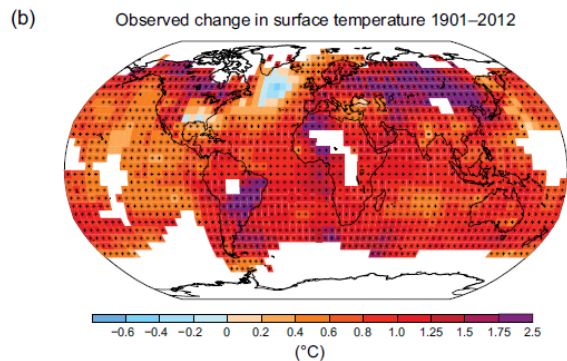 (b)
Observed change in surface temperature 1901–2012
−0.6 −0.4 −0.2 0 0.2 0.4 0.6 0.8 1.0 1.25 1.5 1.75 2.5
(°C)